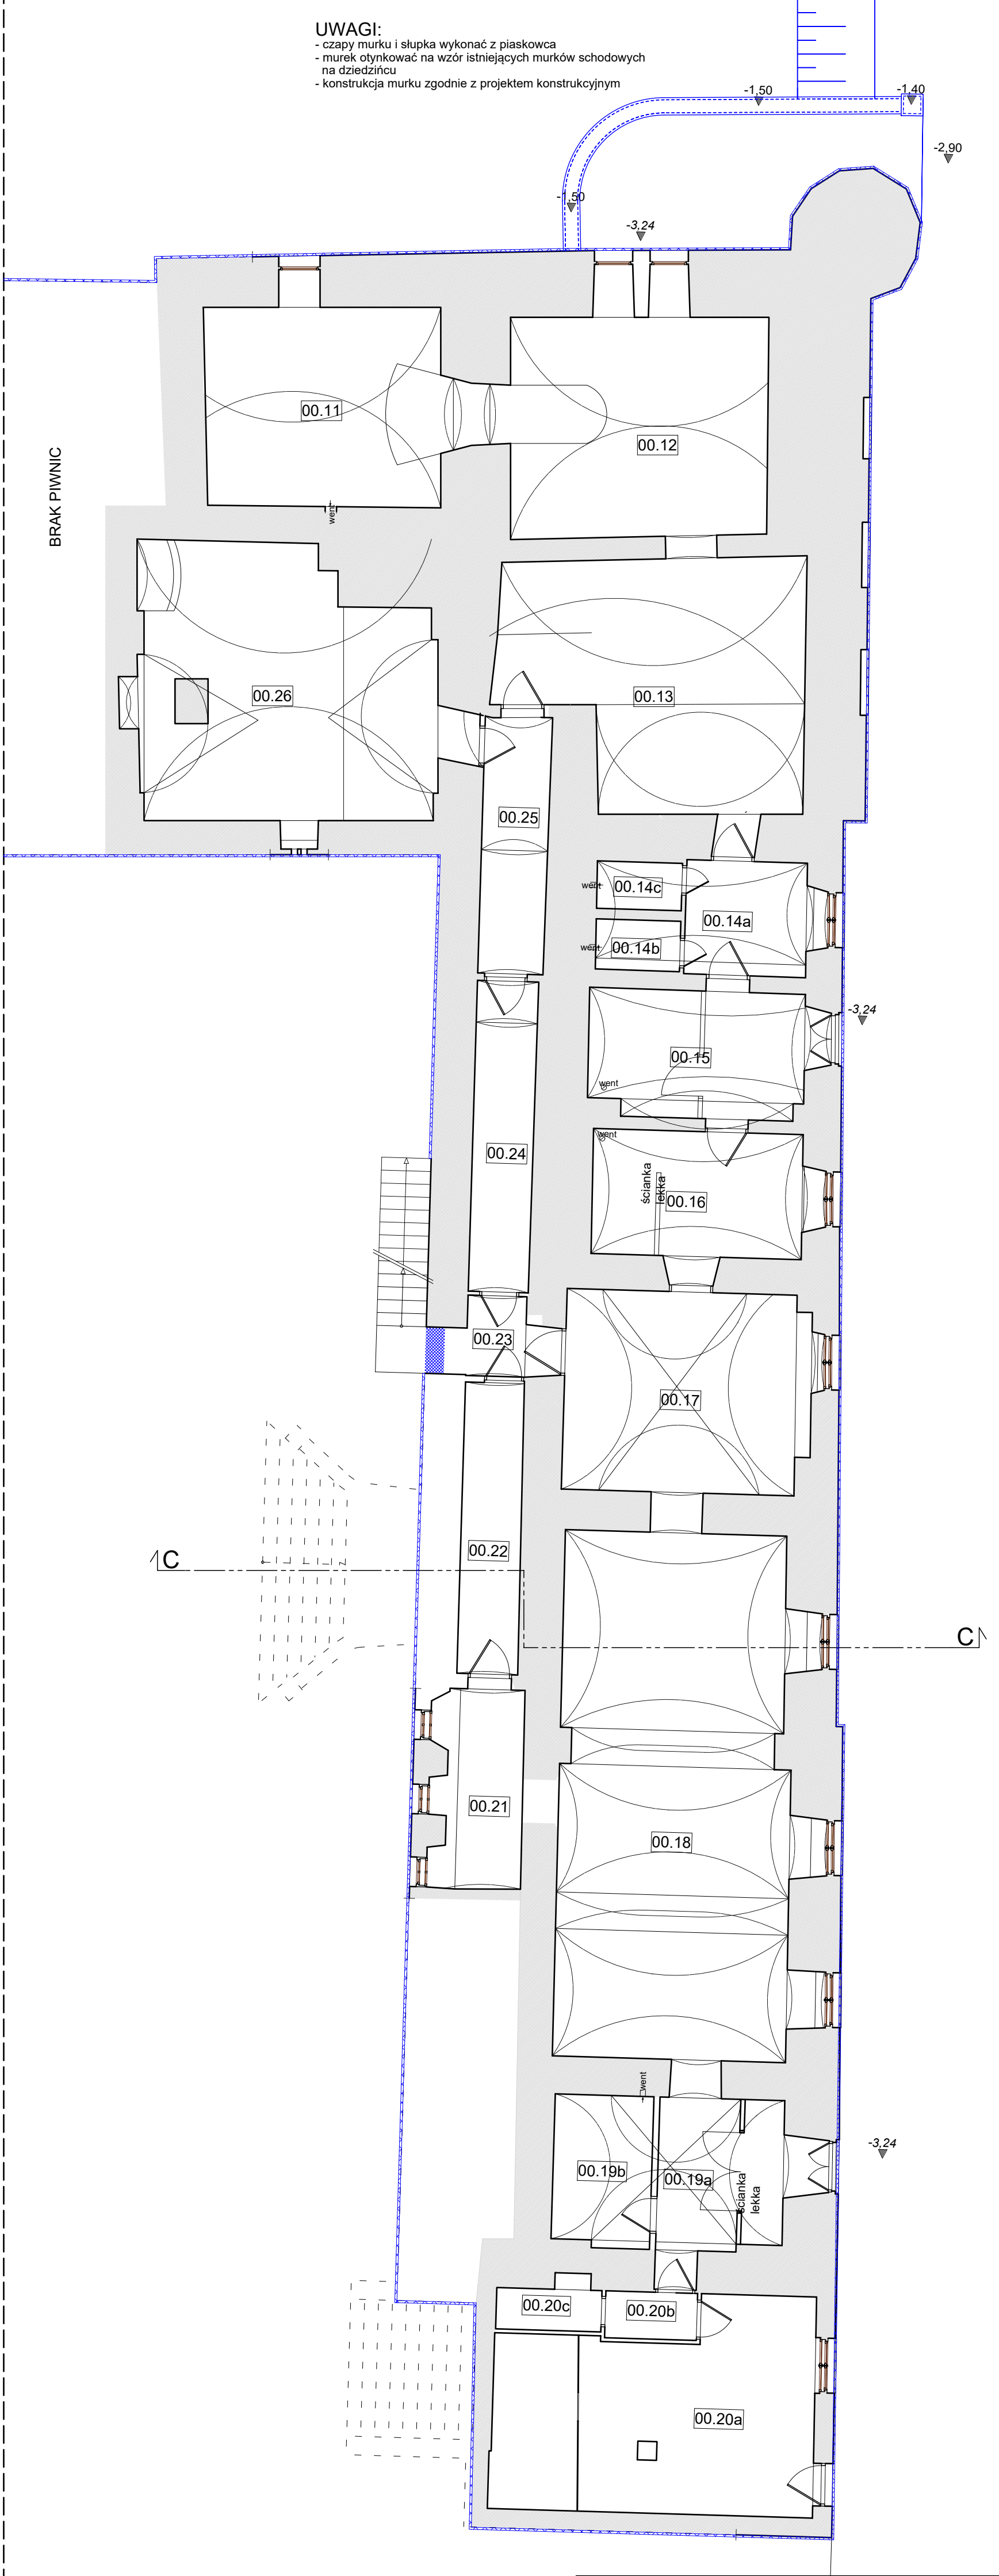 UWAGI:
- czapy murku i słupka wykonać z piaskowca
- murek otynkować na wzór istniejących murków schodowych
na dziedzińcu
- konstrukcja murku zgodnie z projektem konstrukcyjnym
-1,50
-1,40
-2,90
-1,50
-3,24
00.11
00.12
BRAK PIWNIC
went
00.26
00.13
00.25
went
00.14c
00.14a
went
00.14b
-3,24
00.15
went
went
00.24
ścianka
lekka
00.16
00.23
00.17
00.22
C
C
00.21
00.18
went
-3,24
00.19b
00.19a
ścianka
lekka
00.20c
00.20b
00.20a